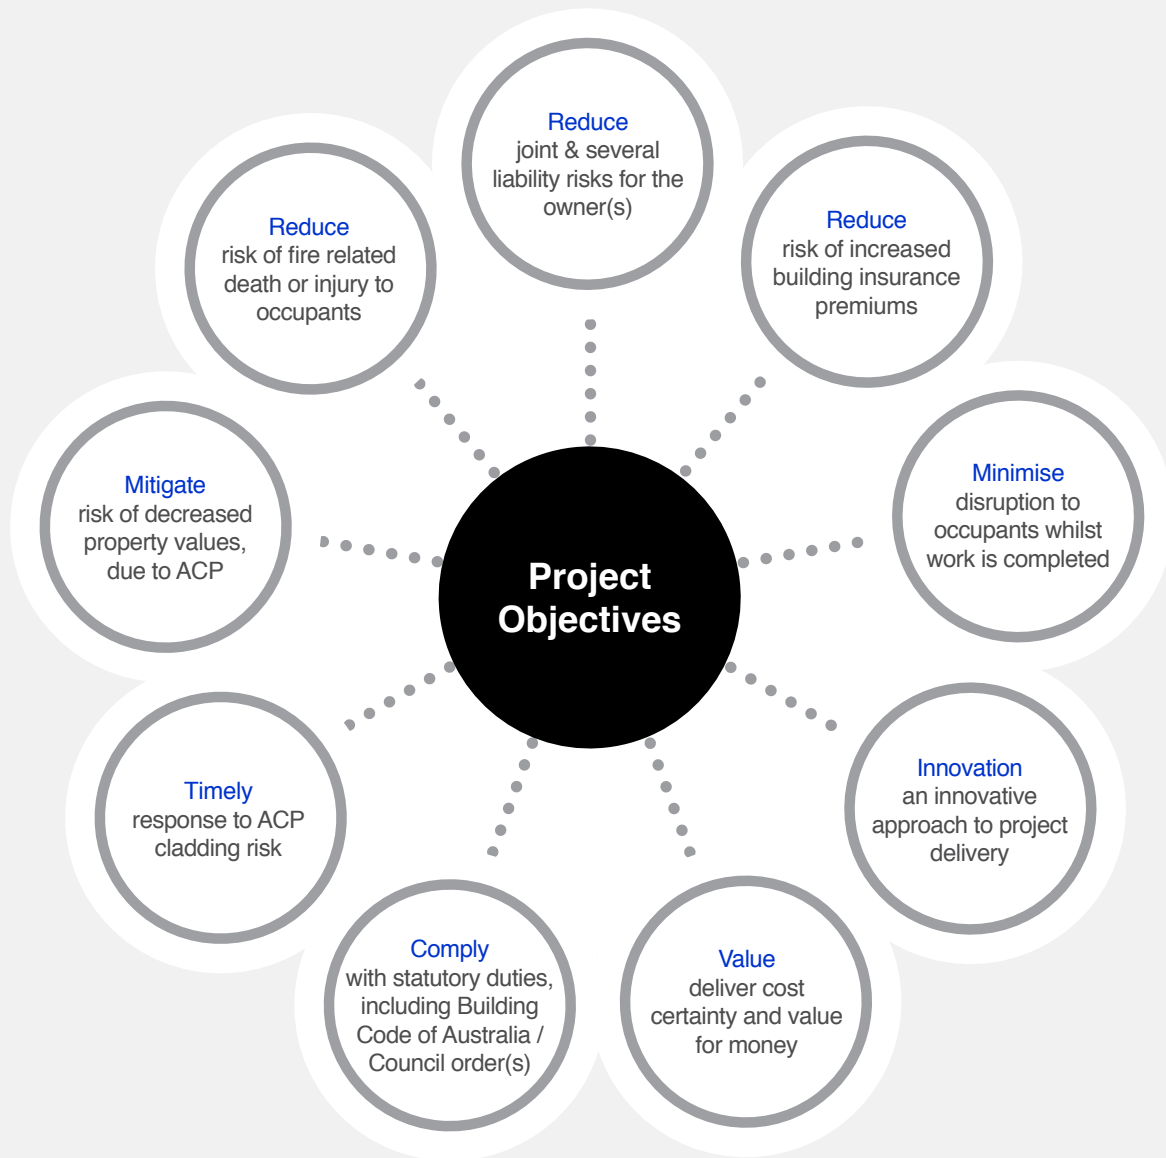 Reduce
joint & several
liability risks for the
owner(s)
Reduce
risk of increased
building insurance
premiums
Minimise
disruption to
occupants whilst
work is completed
Innovation
an innovative
approach to project
delivery
Value
deliver cost
certainty and value
for money
Comply
with statutory duties,
including Building
Code of Australia /
Council order(s)
Timely
response to ACP
cladding risk
Mitigate
risk of decreased
property values,
due to ACP
Reduce
risk of fire related
death or injury to
occupants
Project
Objectives